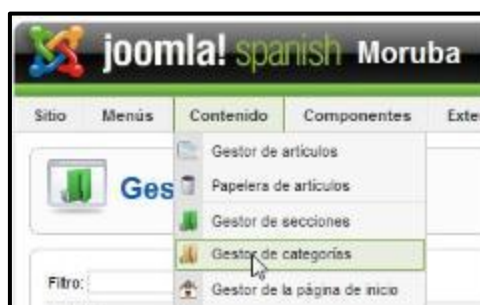 joomla! spanish Moruba
Sitio Menús Contenido Componentes Exte
Gestor de artículos
Ges
Papelera de artículos
Gestor de secciones
Gestor de categorías
Filtro:
Gestor de la página de inicio